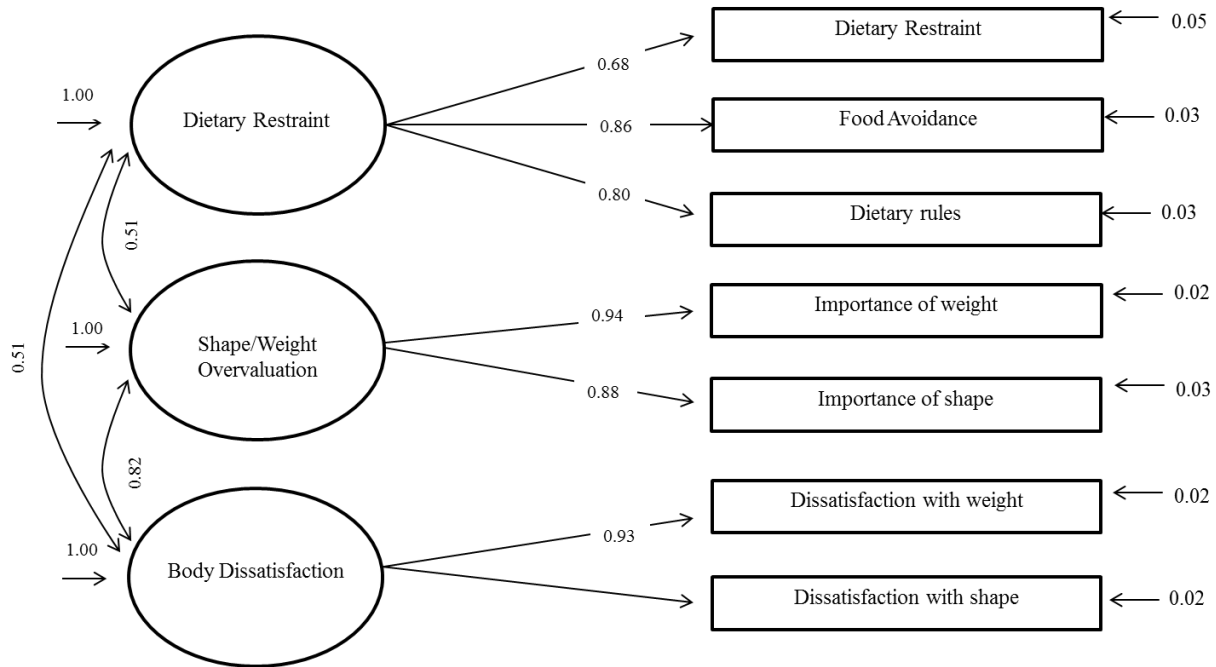 Dietary Restraint
0.05
0.68
1.00
Dietary Restraint
0.86
Food Avoidance
0.03
0.80
Dietary rules
0.03
0.51
0.94
Importance of weight
0.02
1.00
Shape/Weight
Overvaluation
0.51
0.88
Importance of shape
0.03
0.82
0.93
Dissatisfaction with weight
0.02
1.00
Body Dissatisfaction
Dissatisfaction with shape
0.02